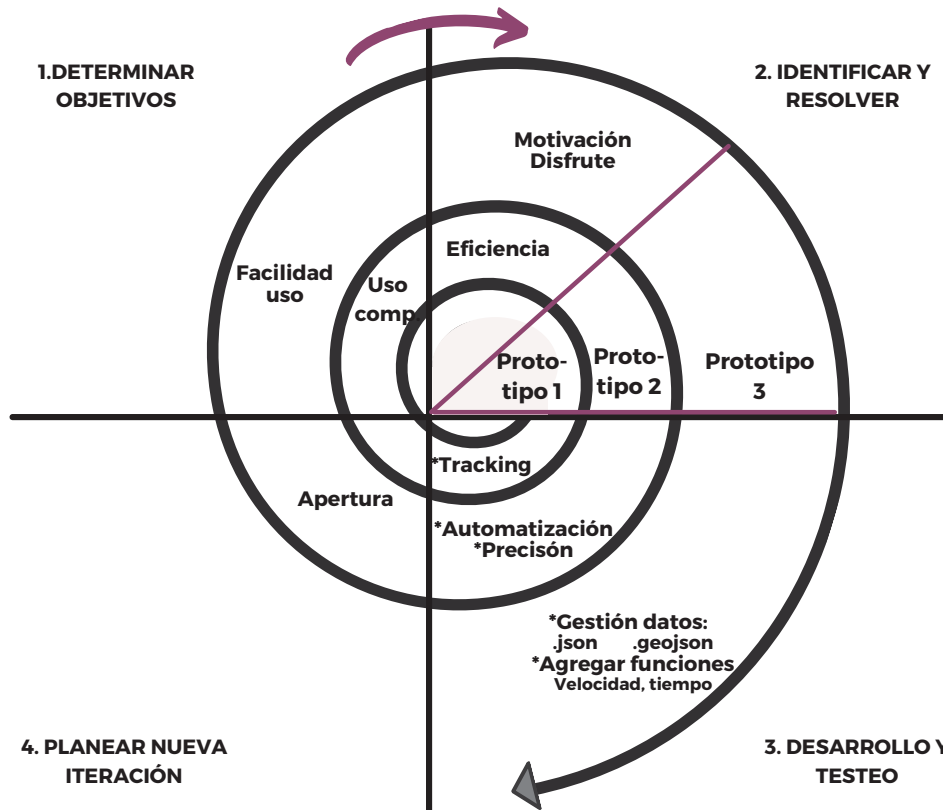 1.DETERMINAR
OBJETIVOS
2. IDENTIFICAR Y
RESOLVER
Motivación
Disfrute
Eficiencia
Facilidad
uso
Uso
comp.
Proto-
tipo 1
Proto-
tipo 2
Prototipo
3
*Tracking
Apertura
*Automatización
*Precisón
*Gestión datos:
.json .geojson
*Agregar funciones
Velocidad, tiempo
4. PLANEAR NUEVA
ITERACIÓN
3. DESARROLLO Y
TESTEO